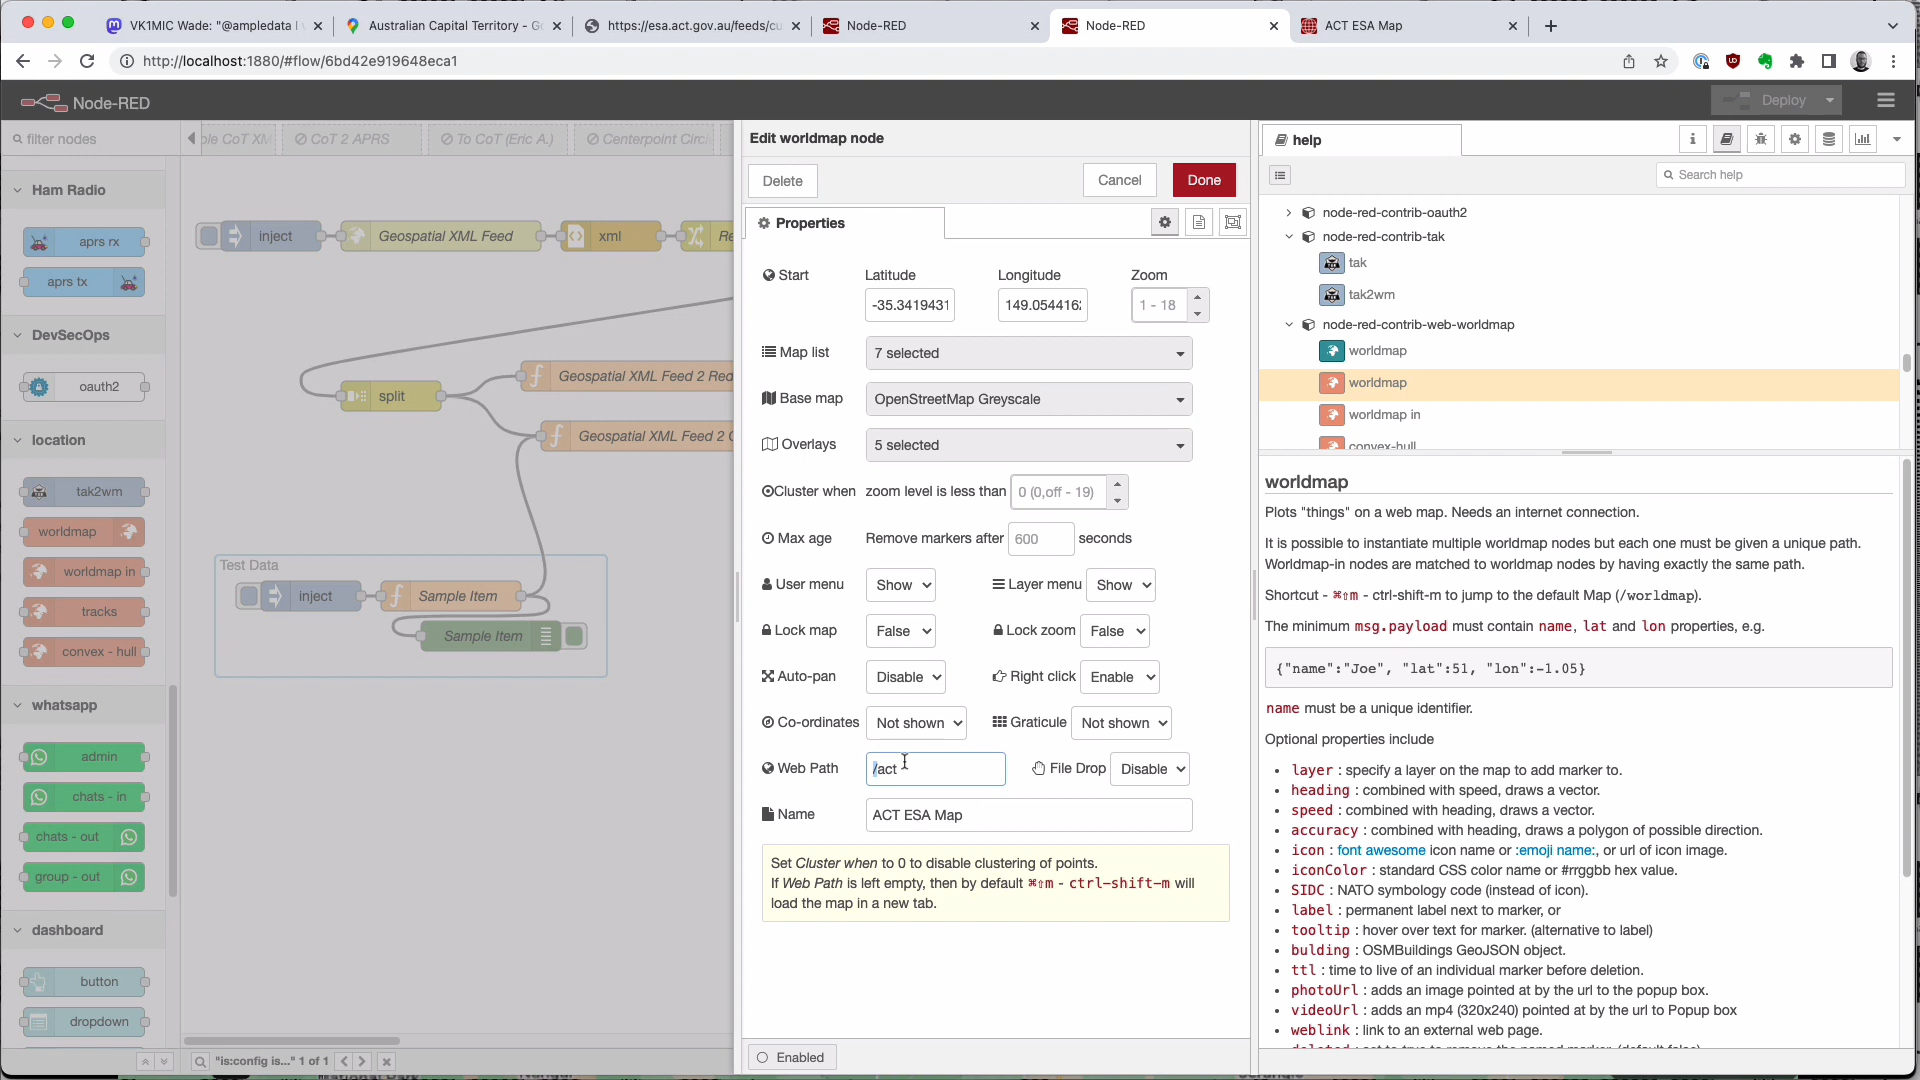 VK1MIC Wade: "@ampledata I
Australian Capital Territory - G
https://esa.act.gov.au/feeds/cu
Node-RED
Node-RED
ACT ESA Map
http://localhost:1880/#flow/6bd42e919648eca1
Node-RED
Deploy
filter nodes
ple CoT XM
CoT 2 APRS
To CoT (Eric A.)
Centerpoint Circ
Edit worldmap node
help
Delete
Cancel
Done
Search help
Ham Radio
aprs rx
aprs tx
DevSecOps
oauth2
location
tak2wm
worldmap
worldmap in
tracks
convex - hull
whatsapp
admin
chats - in
chats - out
group - out
dashboard
button
dropdown
inject
Geospatial XML Feed
xml
Re
split
Geospatial XML Feed 2 Red
Geospatial XML Feed 2 C
Test Data
inject
Sample Item
Sample Item
"is:config is..." 1 of 1
Properties
Start
Latitude
Longitude
Zoom
-35.3419431
149.0544162
1 - 18
Map list
7 selected
Base map
OpenStreetMap Greyscale
Overlays
5 selected
Cluster when zoom level is less than 0 (0,off - 19)
Max age Remove markers after 600 seconds
User menu Show Layer menu Show
Lock map False Lock zoom False
Auto-pan Disable Right click Enable
Co-ordinates Not shown Graticule Not shown
Web Path /act File Drop Disable
Name ACT ESA Map
Set Cluster when to 0 to disable clustering of points.
If Web Path is left empty, then by default ⌘⇧m - ctrl-shift-m will
load the map in a new tab.
Enabled
node-red-contrib-oauth2
node-red-contrib-tak
tak
tak2wm
node-red-contrib-web-worldmap
worldmap
worldmap
worldmap in
convex-hull
worldmap
Plots "things" on a web map. Needs an internet connection.
It is possible to instantiate multiple worldmap nodes but each one must be given a unique path.
Worldmap-in nodes are matched to worldmap nodes by having exactly the same path.
Shortcut - ⌘⇧m - ctrl-shift-m to jump to the default Map (/worldmap).
The minimum msg.payload must contain name, lat and lon properties, e.g.
{"name":"Joe", "lat":51, "lon":-1.05}
name must be a unique identifier.
Optional properties include
layer : specify a layer on the map to add marker to.
heading : combined with speed, draws a vector.
speed : combined with heading, draws a vector.
accuracy : combined with heading, draws a polygon of possible direction.
icon : font awesome icon name or :emoji name:, or url of icon image.
iconColor : standard CSS color name or #rrggbb hex value.
SIDC : NATO symbology code (instead of icon).
label : permanent label next to marker, or
tooltip : hover over text for marker. (alternative to label)
bulding : OSMBuildings GeoJSON object.
ttl : time to live of an individual marker before deletion.
photoUrl : adds an image pointed at by the url to the popup box.
videoUrl : adds an mp4 (320x240) pointed at by the url to Popup box
weblink : link to an external web page.
deleted : set to true to remove the named marker. (default false)